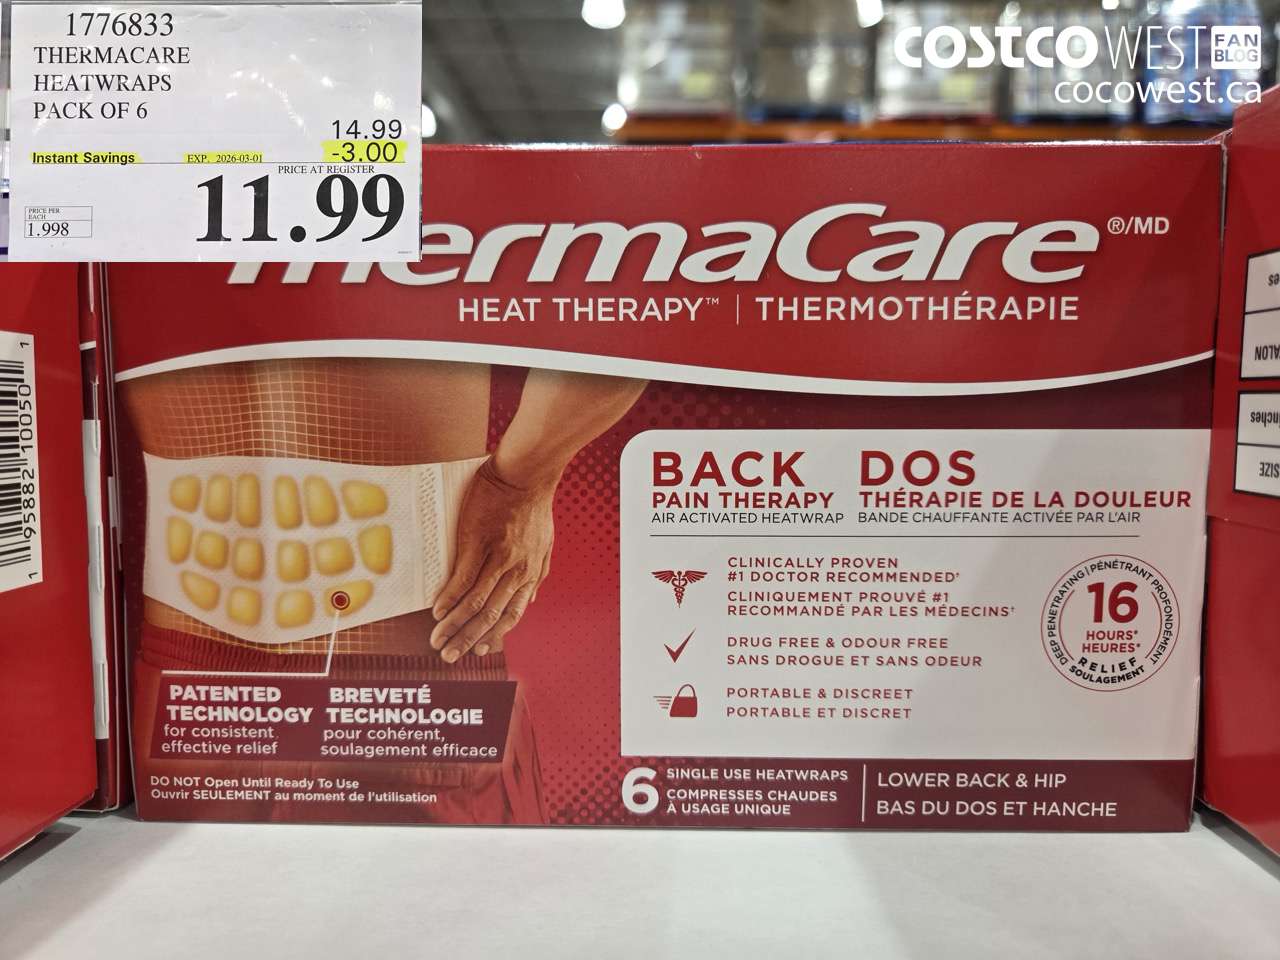 1776833
THERMACARE
HEATWRAPS
PACK OF 6
14.99
Instant Savings EXP. 2026-03-01 -3.00
PRICE AT REGISTER
11.99
PRICE PER
EACH
1.998
COSTCO WEST FAN BLOG
cocowest.ca
ThermaCare ®/MD
HEAT THERAPY™ | THERMOTHÉRAPIE
BACK
PAIN THERAPY
AIR ACTIVATED HEATWRAP
DOS
THÉRAPIE DE LA DOULEUR
BANDE CHAUFFANTE ACTIVÉE PAR L'AIR
CLINICALLY PROVEN
#1 DOCTOR RECOMMENDED†
CLINIQUEMENT PROUVÉ #1
RECOMMANDÉ PAR LES MÉDECINS†
DRUG FREE & ODOUR FREE
SANS DROGUE ET SANS ODEUR
PORTABLE & DISCREET
PORTABLE ET DISCRET
DEEP PENETRATING | PÉNÉTRANT PROFONDÉMENT
16
HOURS*
HEURES*
RELIEF
SOULAGEMENT
PATENTED
TECHNOLOGY
for consistent,
effective relief
BREVETÉ
TECHNOLOGIE
pour cohérent,
soulagement efficace
DO NOT Open Until Ready To Use
Ouvrir SEULEMENT au moment de l'utilisation
6 SINGLE USE HEATWRAPS
COMPRESSES CHAUDES
À USAGE UNIQUE
LOWER BACK & HIP
BAS DU DOS ET HANCHE
1 95882 10050 1
SIZE